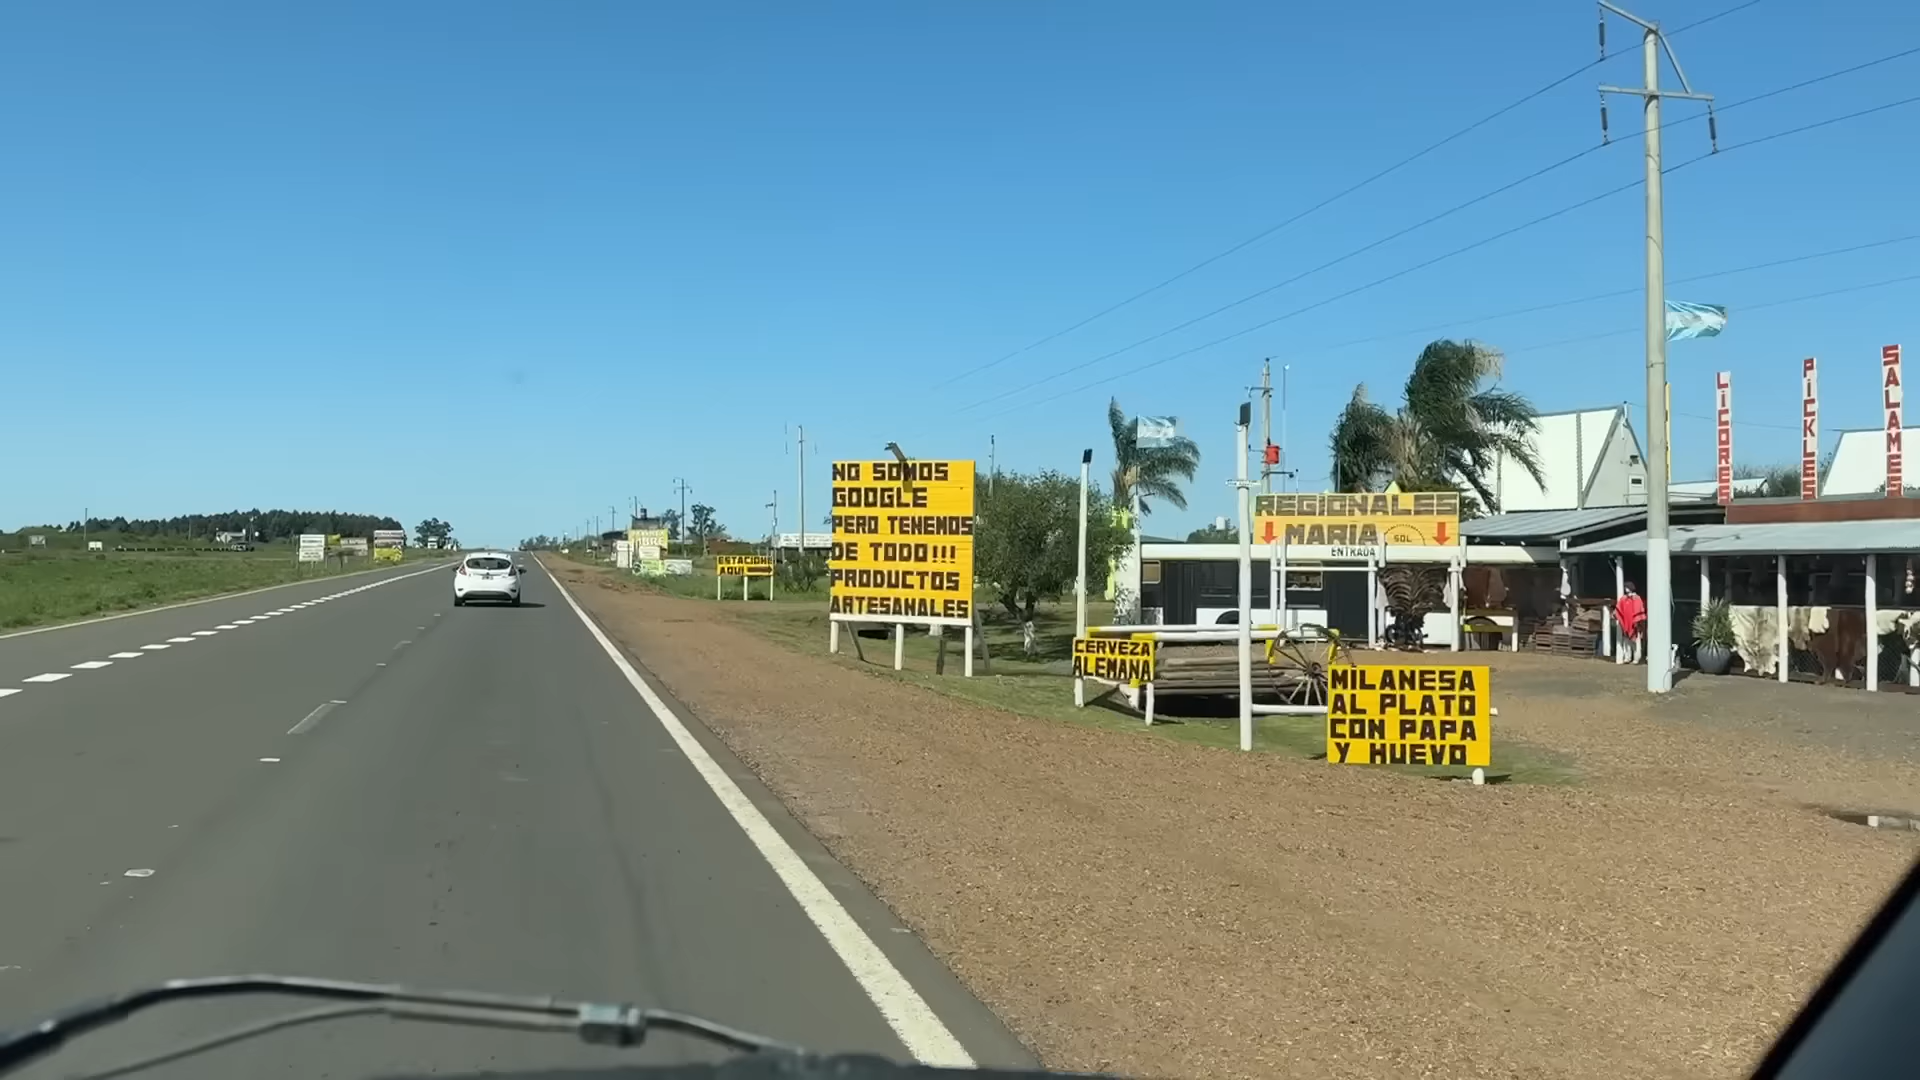 NO SOMOS
GOOGLE
PERO TENEMOS
DE TODO!!!
PRODUCTOS
ARTESANALES
ESTACIONE
AQUI
CERVEZA
ALEMANA
REGIONALES
MARIA
SOL
ENTRADA
MILANESA
AL PLATO
CON PAPA
Y HUEVO
LICORES
PICKLES
SALAMES